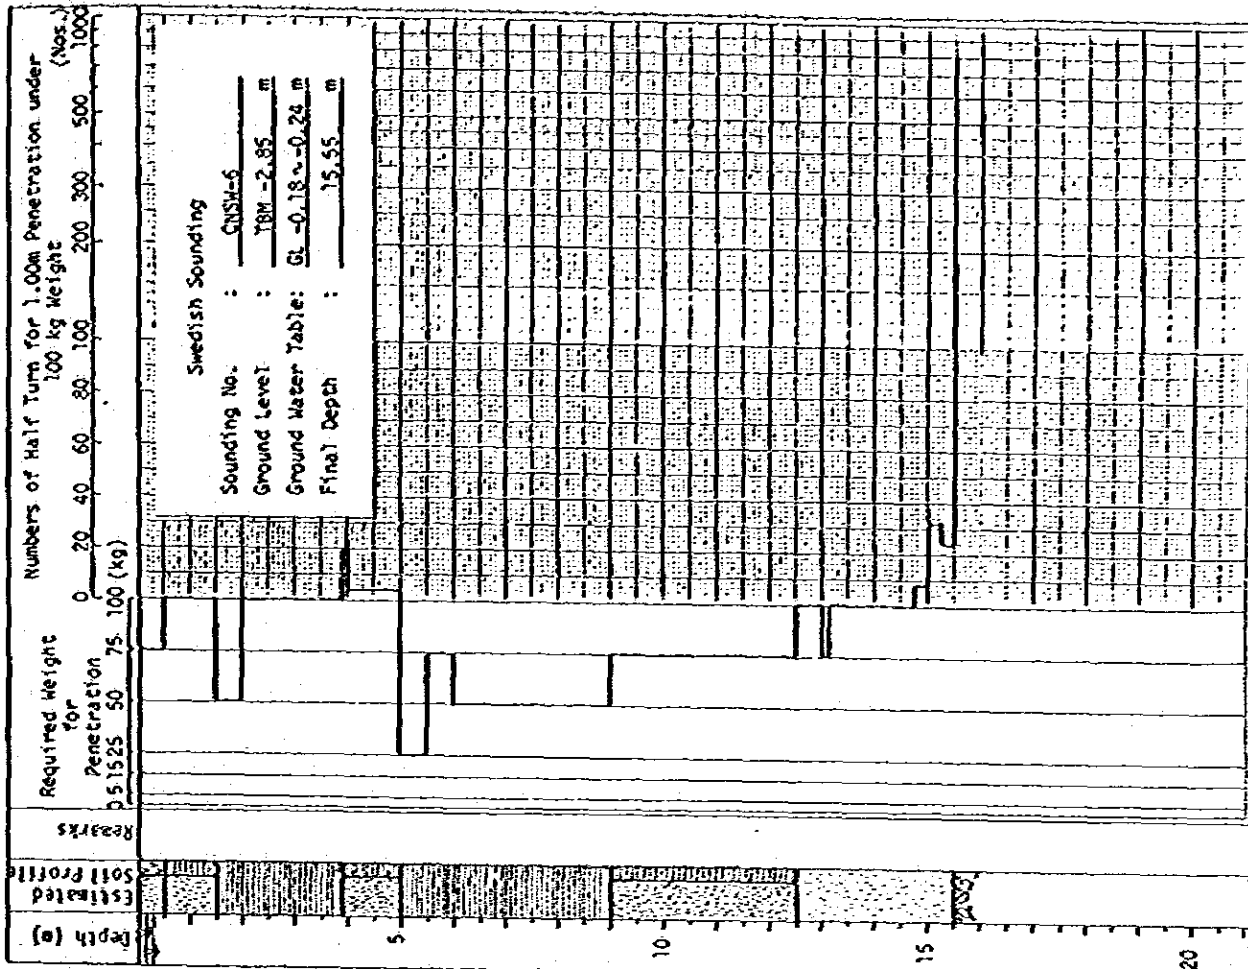 Numbers of Half Turn for 1.00m Penetration under
100 kg Weight (Nos.)
0 20 40 60 80 100 200 300 500 1000
Required Weight
for
Penetration
0 5 15 25 50 75 100 (kg)
Remarks
Estimated
Soil Profile
Depth (m)
Swedish Sounding
Sounding No. :
Ground Level : TBM -2.85 m
Ground Water Table: GL -0.18 ~ -0.24 m
Final Depth : 15.55 m
5
10
15
20